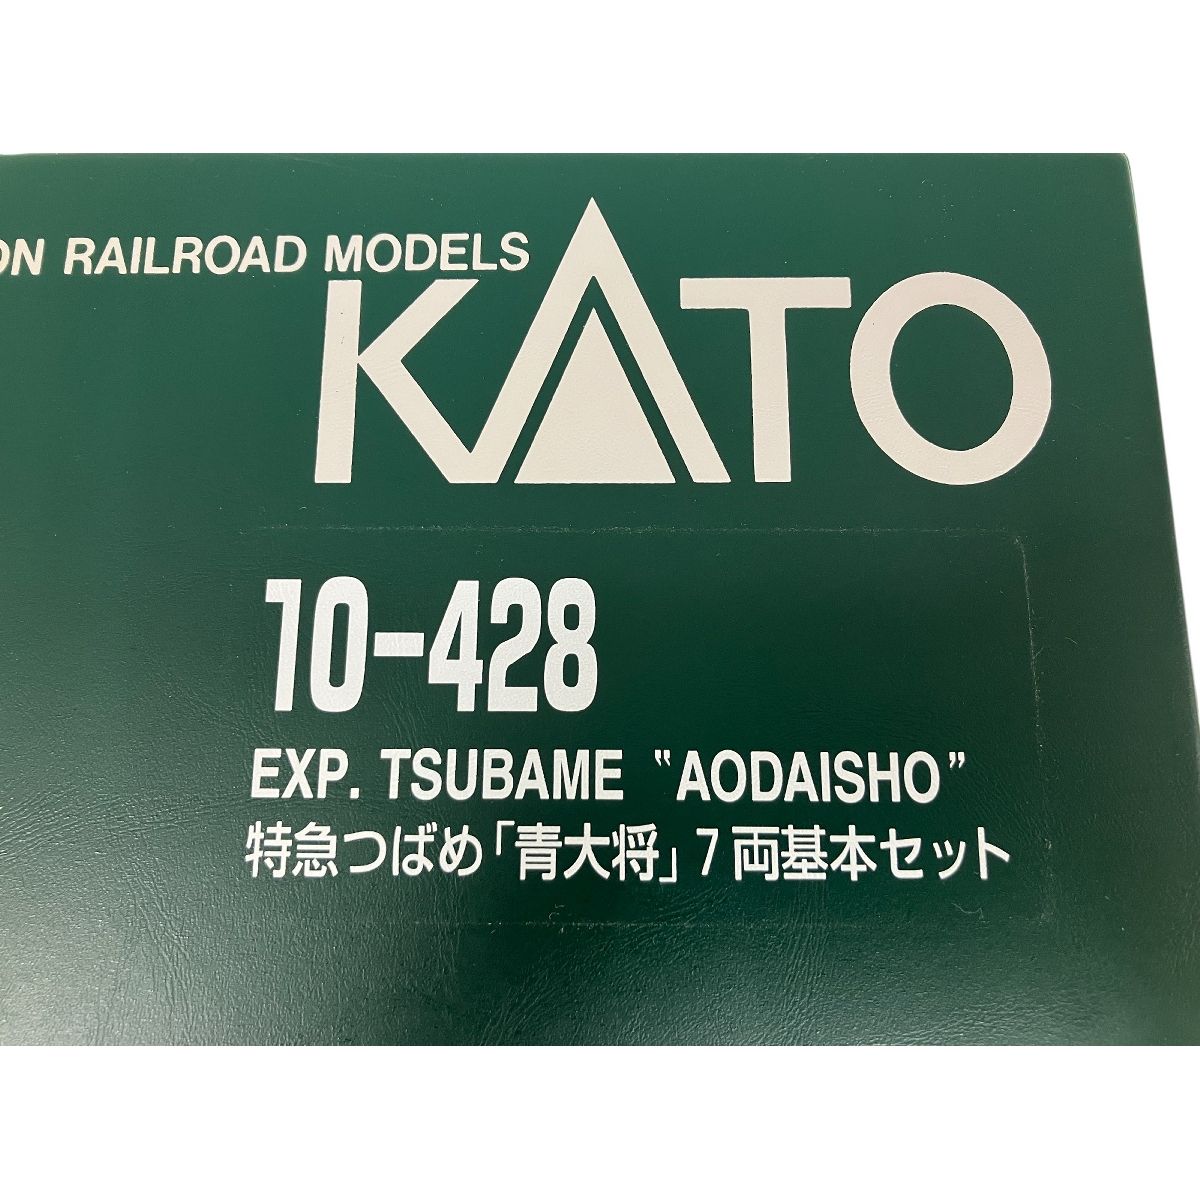 RAILROAD MODELS
KATO
10-428
EXP. TSUBAME "AODAISHO"
特急つばめ「青大将」7両基本セット